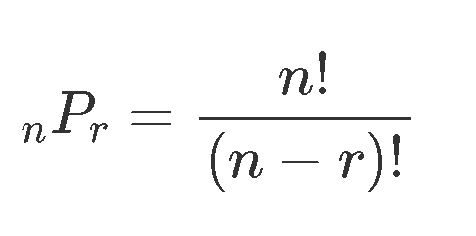 ₙPᵣ = n! / (n − r)!